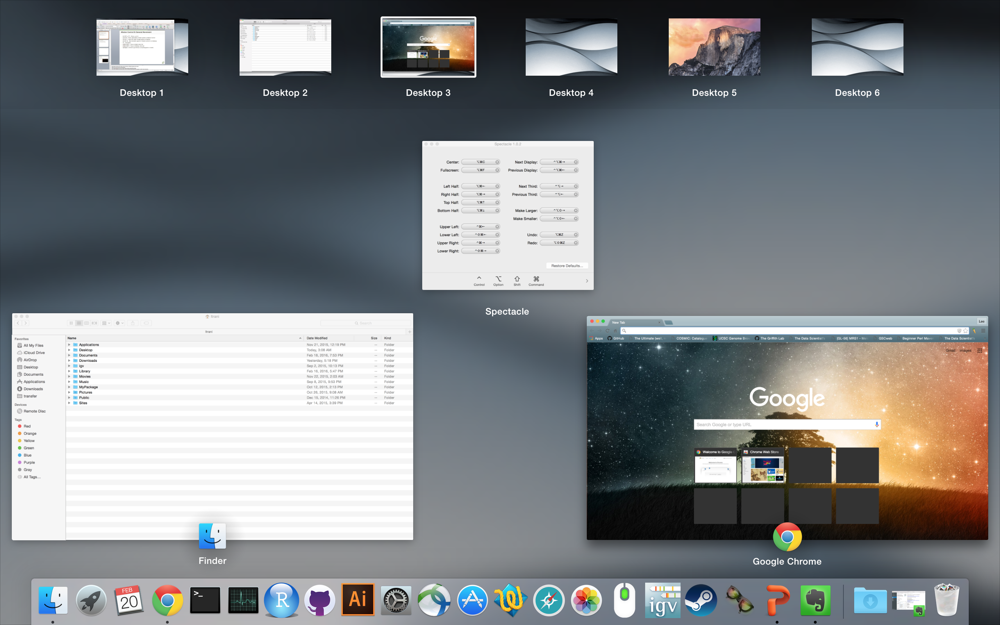 Mission Control & General Movement
Google
Desktop 1
Desktop 2
Desktop 3
Desktop 4
Desktop 5
Desktop 6
Spectacle 1.0.2
Center: ⌥⌘C
Next Display: ^⌥⌘→
Fullscreen: ⌥⌘F
Previous Display: ^⌥⌘←
Left Half: ⌥⌘←
Next Third: ^⌥→
Right Half: ⌥⌘→
Previous Third: ^⌥←
Top Half: ⌥⌘↑
Bottom Half: ⌥⌘↓
Make Larger: ^⌥⇧→
Make Smaller: ^⌥⇧←
Upper Left: ^⌘←
Lower Left: ^⇧⌘←
Undo: ⌥⌘Z
Upper Right: ^⌘→
Redo: ⌥⇧⌘Z
Lower Right: ^⇧⌘→
Restore Defaults...
^ ⌥ ⇧ ⌘
Control Option Shift Command
Spectacle
ltrani
Search
ltrani
Favorites
All My Files
iCloud Drive
AirDrop
Desktop
Documents
Applications
Downloads
transfer
Devices
Remote Disc
Tags
Red
Orange
Yellow
Green
Blue
Purple
Gray
All Tags...
Name Date Modified Size Kind
Applications Nov 21, 2015, 12:19 PM -- Folder
Desktop Today, 3:08 AM -- Folder
Documents Feb 18, 2016, 7:53 PM -- Folder
Downloads Yesterday, 5:18 PM -- Folder
igv Sep 2, 2015, 10:13 PM -- Folder
Library Feb 16, 2016, 5:47 PM -- Folder
Movies Nov 22, 2015, 2:03 AM -- Folder
Music Sep 8, 2015, 9:53 PM -- Folder
MyPackage Oct 12, 2015, 2:13 PM -- Folder
Pictures Oct 26, 2015, 9:08 AM -- Folder
Public Dec 15, 2014, 11:26 PM -- Folder
Sites Apr 14, 2015, 3:39 PM -- Folder
Finder
New Tab
Lee
Apps GitHub The Ultimate (well, COSMIC: Catalogu UCSC Genome Brow The Griffith Lab The Data Scientist's [GL-56] MRS1 - GSCweb Beginner Perl Maven The Data Scientist's
Gmail Images
Google
Search Google or type URL
Welcome to Google C
Chrome Web Store
Google Chrome
FEB
20
>_
R
Ai
igv